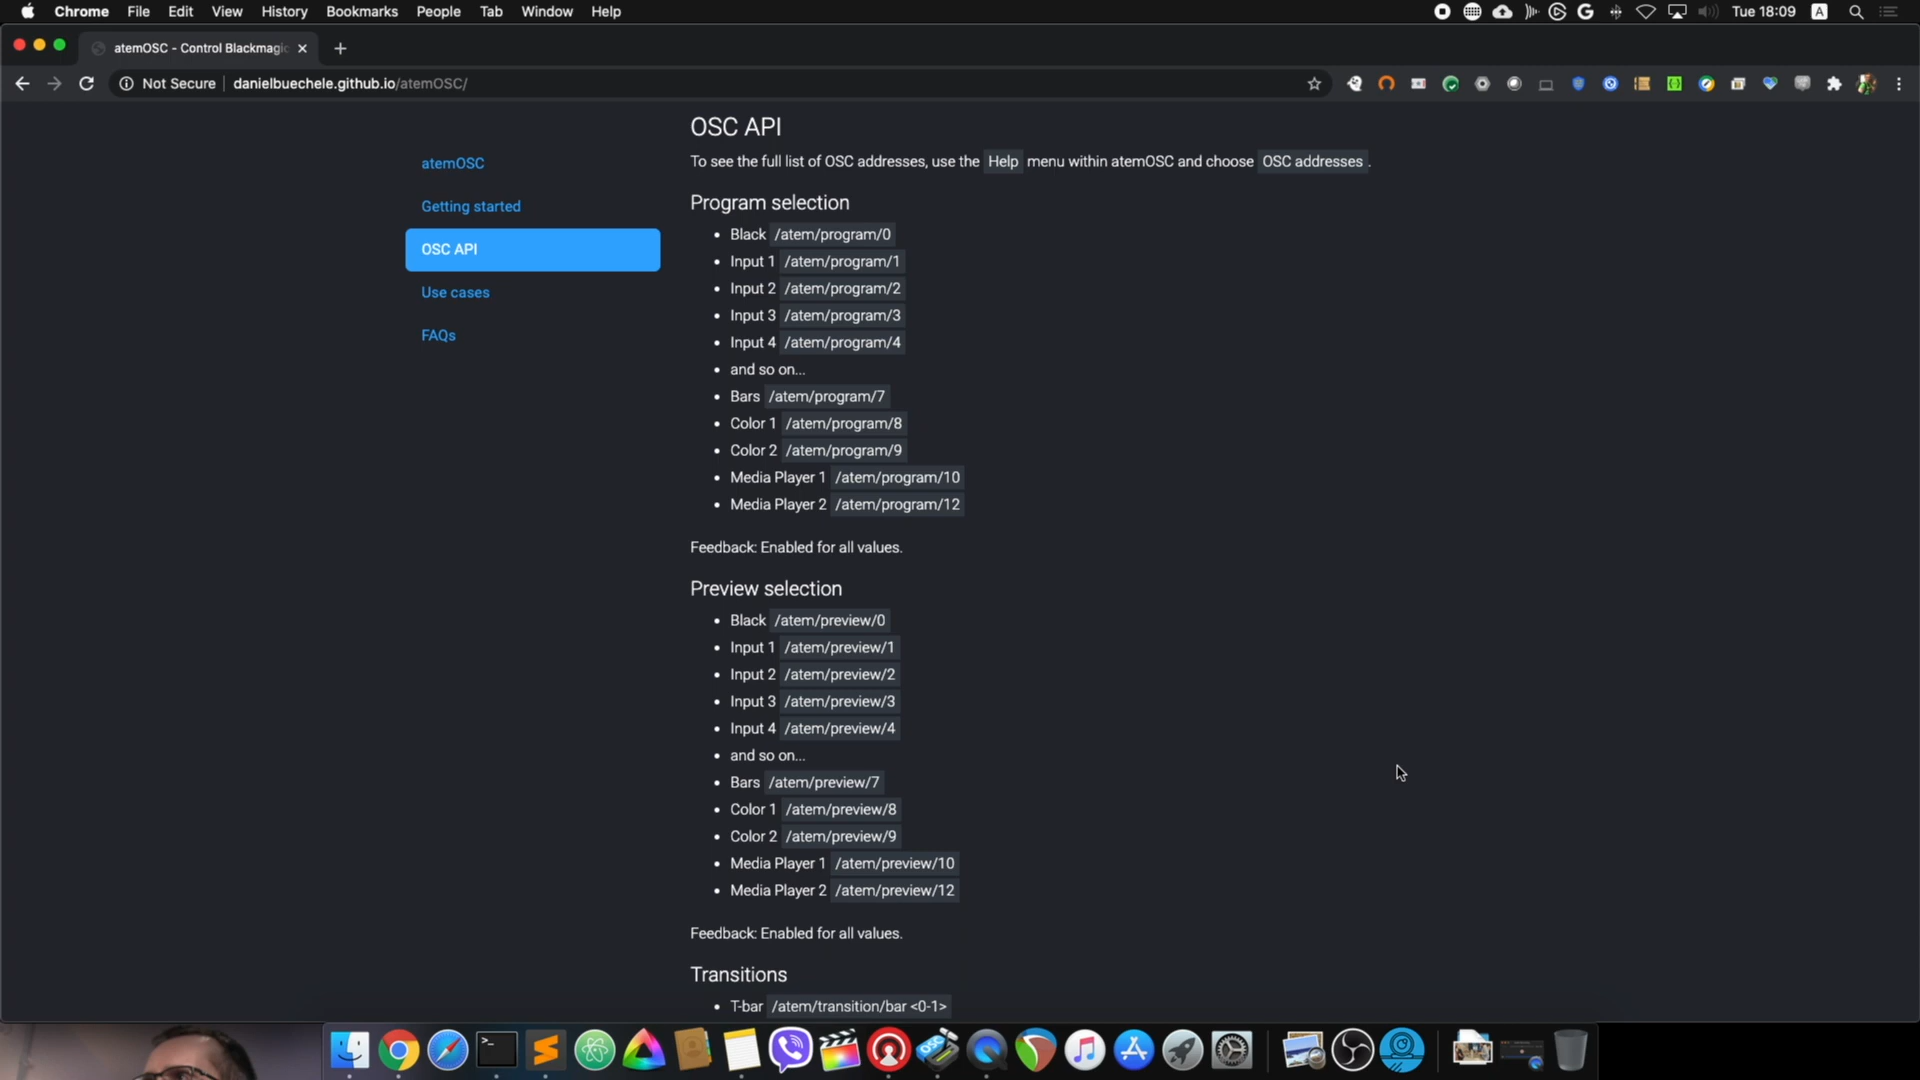 Chrome File Edit View History Bookmarks People Tab Window Help Tue 18:09 A
atemOSC - Control Blackmagic
Not Secure danielbuechele.github.io/atemOSC/
OSC API
To see the full list of OSC addresses, use the Help menu within atemOSC and choose OSC addresses .
atemOSC
Getting started
OSC API
Use cases
FAQs
Program selection
• Black /atem/program/0
• Input 1 /atem/program/1
• Input 2 /atem/program/2
• Input 3 /atem/program/3
• Input 4 /atem/program/4
• and so on...
• Bars /atem/program/7
• Color 1 /atem/program/8
• Color 2 /atem/program/9
• Media Player 1 /atem/program/10
• Media Player 2 /atem/program/12
Feedback: Enabled for all values.
Preview selection
• Black /atem/preview/0
• Input 1 /atem/preview/1
• Input 2 /atem/preview/2
• Input 3 /atem/preview/3
• Input 4 /atem/preview/4
• and so on...
• Bars /atem/preview/7
• Color 1 /atem/preview/8
• Color 2 /atem/preview/9
• Media Player 1 /atem/preview/10
• Media Player 2 /atem/preview/12
Feedback: Enabled for all values.
Transitions
• T-bar /atem/transition/bar <0-1>
OSC